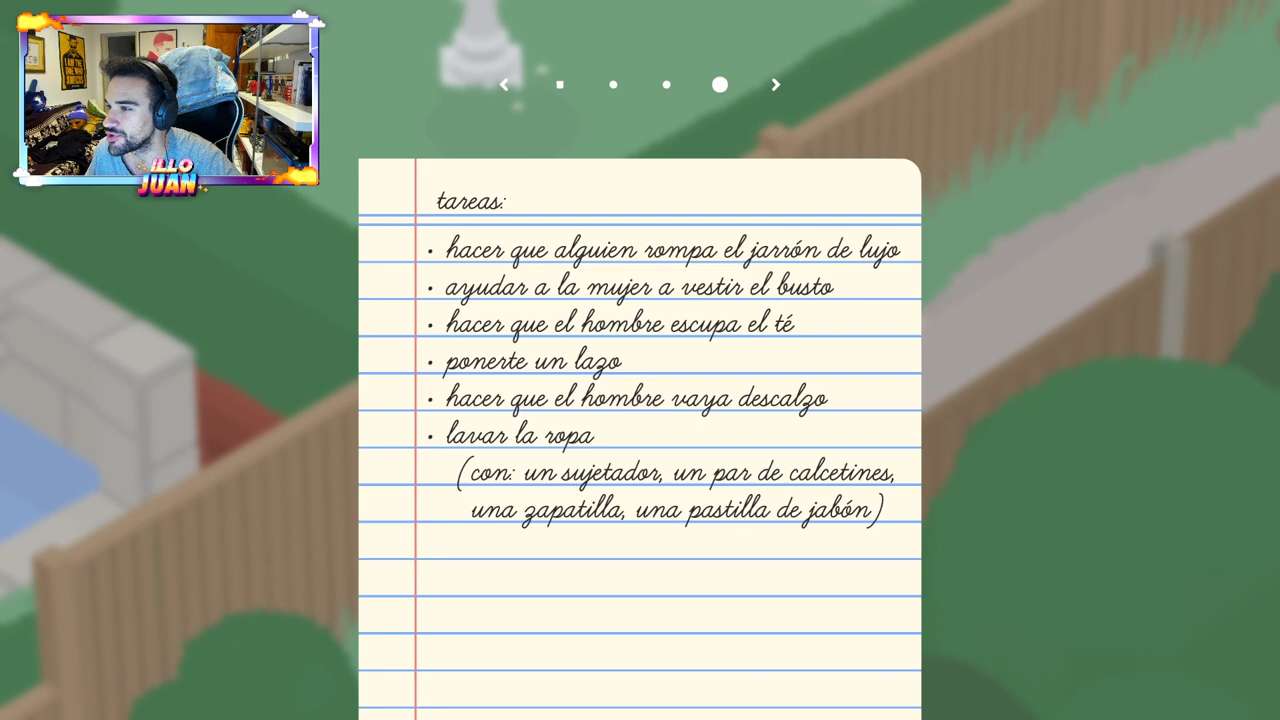 ILLO
JUAN
tareas:
• hacer que alguien rompa el jarrón de lujo
• ayudar a la mujer a vestir el busto
• hacer que el hombre escupa el té
• ponerte un lazo
• hacer que el hombre vaya descalzo
• lavar la ropa
(con: un sujetador, un par de calcetines,
una zapatilla, una pastilla de jabón)